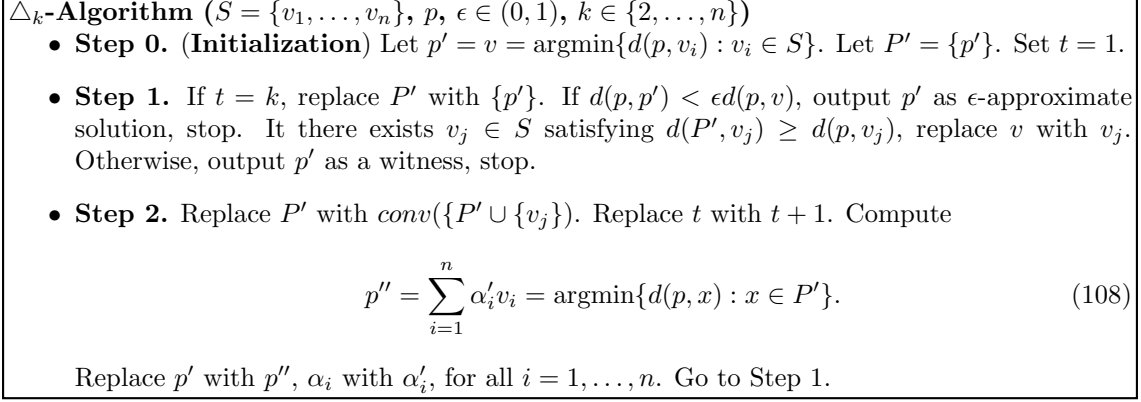 △ₖ-Algorithm (S = {v₁, . . . , vₙ}, p, ϵ ∈ (0, 1), k ∈ {2, . . . , n})
• Step 0. (Initialization) Let p′ = v = argmin{d(p, vᵢ) : vᵢ ∈ S}. Let P′ = {p′}. Set t = 1.
• Step 1. If t = k, replace P′ with {p′}. If d(p, p′) < ϵd(p, v), output p′ as ϵ-approximate
solution, stop. It there exists vⱼ ∈ S satisfying d(P′, vⱼ) ≥ d(p, vⱼ), replace v with vⱼ.
Otherwise, output p′ as a witness, stop.
• Step 2. Replace P′ with conv({P′ ∪ {vⱼ}). Replace t with t + 1. Compute
p′′ = ∑ⁿᵢ₌₁ α′ᵢvᵢ = argmin{d(p, x) : x ∈ P′}. (108)
Replace p′ with p′′, αᵢ with α′ᵢ, for all i = 1, . . . , n. Go to Step 1.